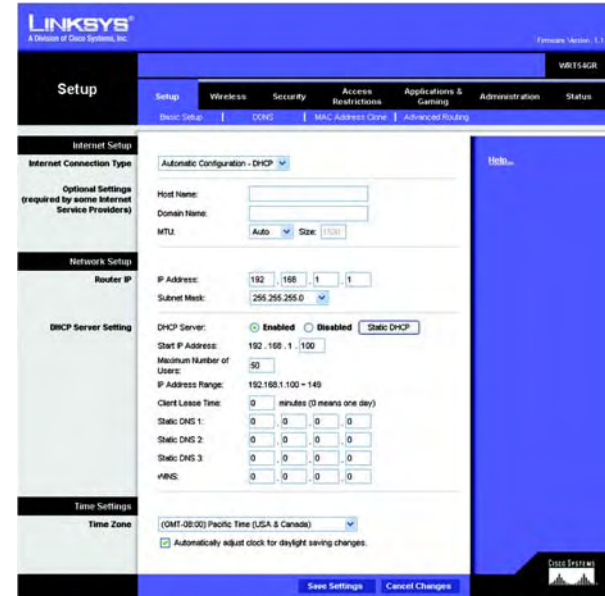 LINKSYS®
A Division of Cisco Systems, Inc.
Firmware Version: 1.1
WRT54GR
Setup
Setup Wireless Security Access Restrictions Applications & Gaming Administration Status
Basic Setup | DDNS | MAC Address Clone | Advanced Routing
Internet Setup
Internet Connection Type Automatic Configuration - DHCP
Help...
Optional Settings (required by some Internet Service Providers)
Host Name:
Domain Name:
MTU: Auto Size: 1500
Network Setup
Router IP IP Address: 192 . 168 . 1 . 1
Subnet Mask: 255.255.255.0
DHCP Server Setting DHCP Server: Enabled Disabled Static DHCP
Start IP Address: 192 . 168 . 1 . 100
Maximum Number of Users: 50
IP Address Range: 192.168.1.100 ~ 149
Client Lease Time: 0 minutes (0 means one day)
Static DNS 1: 0 . 0 . 0 . 0
Static DNS 2: 0 . 0 . 0 . 0
Static DNS 3: 0 . 0 . 0 . 0
WINS: 0 . 0 . 0 . 0
Time Settings
Time Zone (GMT-08:00) Pacific Time (USA & Canada)
Automatically adjust clock for daylight saving changes.
Save Settings Cancel Changes
CISCO SYSTEMS